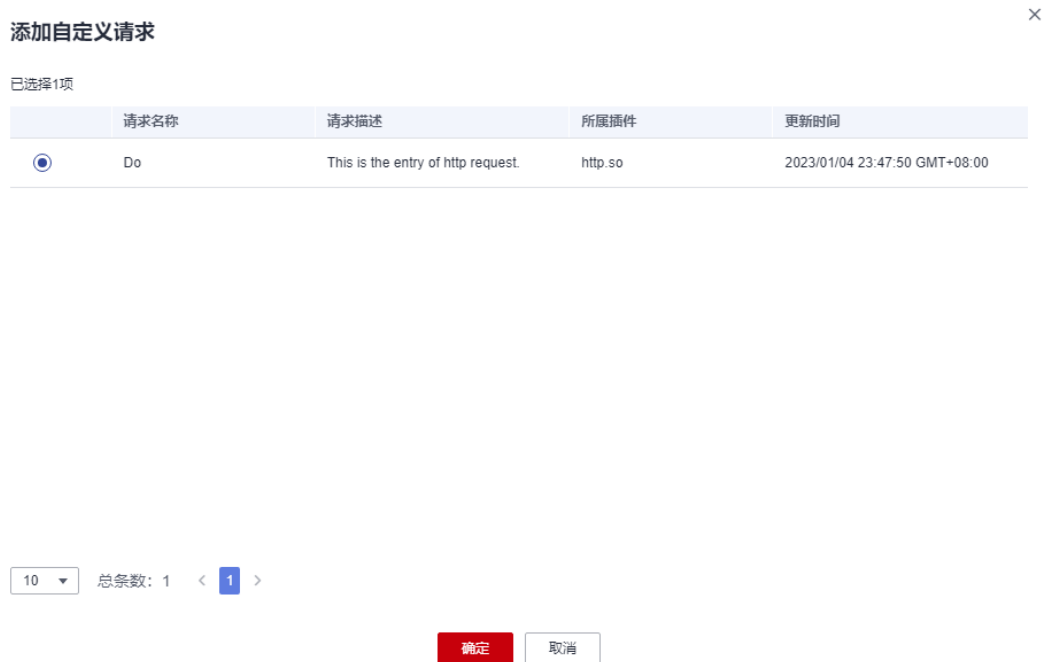 添加自定义请求
已选择1项
请求名称 请求描述 所属插件 更新时间
Do This is the entry of http request. http.so 2023/01/04 23:47:50 GMT+08:00
10 总条数：1 < 1 >
确定 取消